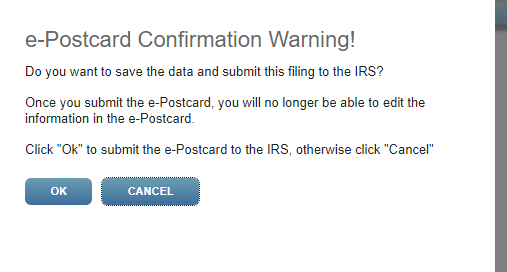 e-Postcard Confirmation Warning!
Do you want to save the data and submit this filing to the IRS?
Once you submit the e-Postcard, you will no longer be able to edit the
information in the e-Postcard.
Click "Ok" to submit the e-Postcard to the IRS, otherwise click "Cancel"
OK CANCEL